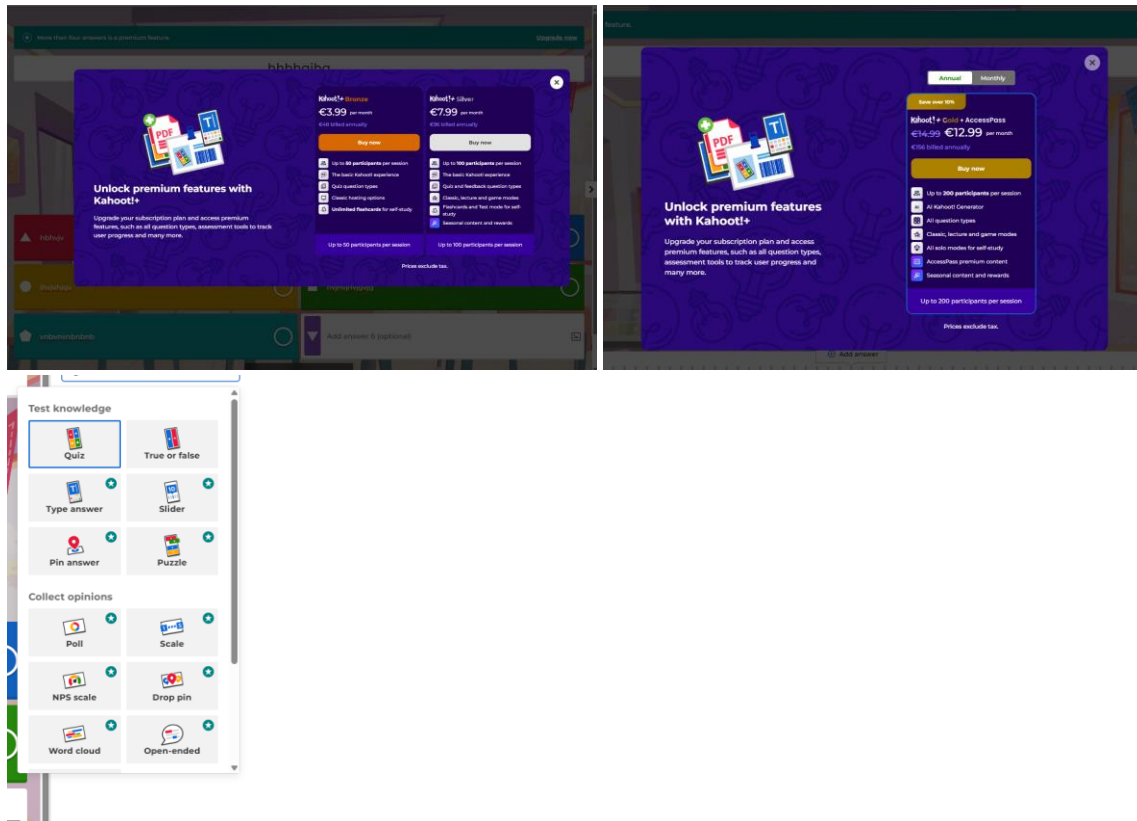 More than four answers is a premium feature.
Upgrade now
Unlock premium features with
Kahoot!+
Upgrade your subscription plan and access premium
features, such as all question types, assessment tools to track
user progress and many more.
Kahoot!+ Bronze
€3.99 per month
€48 billed annually
Buy now
Up to 50 participants per session
The basic Kahoot! experience
Quiz question types
Classic hosting options
Unlimited flashcards for self-study
Up to 50 participants per session
Kahoot!+ Silver
€7.99 per month
€96 billed annually
Buy now
Up to 100 participants per session
The basic Kahoot! experience
Quiz and feedback question types
Classic, lecture and game modes
Flashcards and Test mode for self-
study
Seasonal content and rewards
Up to 100 participants per session
Prices exclude tax.
Add answer 6 (optional)
feature.
Unlock premium features
with Kahoot!+
Upgrade your subscription plan and access
premium features, such as all question types,
assessment tools to track user progress and
many more.
Annual Monthly
Save over 10%
Kahoot!+ Gold + AccessPass
€14.99 €12.99 per month
€156 billed annually
Buy now
Up to 200 participants per session
AI Kahoot! Generator
All question types
Classic, lecture and game modes
All solo modes for self-study
AccessPass premium content
Seasonal content and rewards
Up to 200 participants per session
Prices exclude tax.
Add answer
Test knowledge
Quiz
True or false
Type answer
Slider
Pin answer
Puzzle
Collect opinions
Poll
Scale
NPS scale
Drop pin
Word cloud
Open-ended